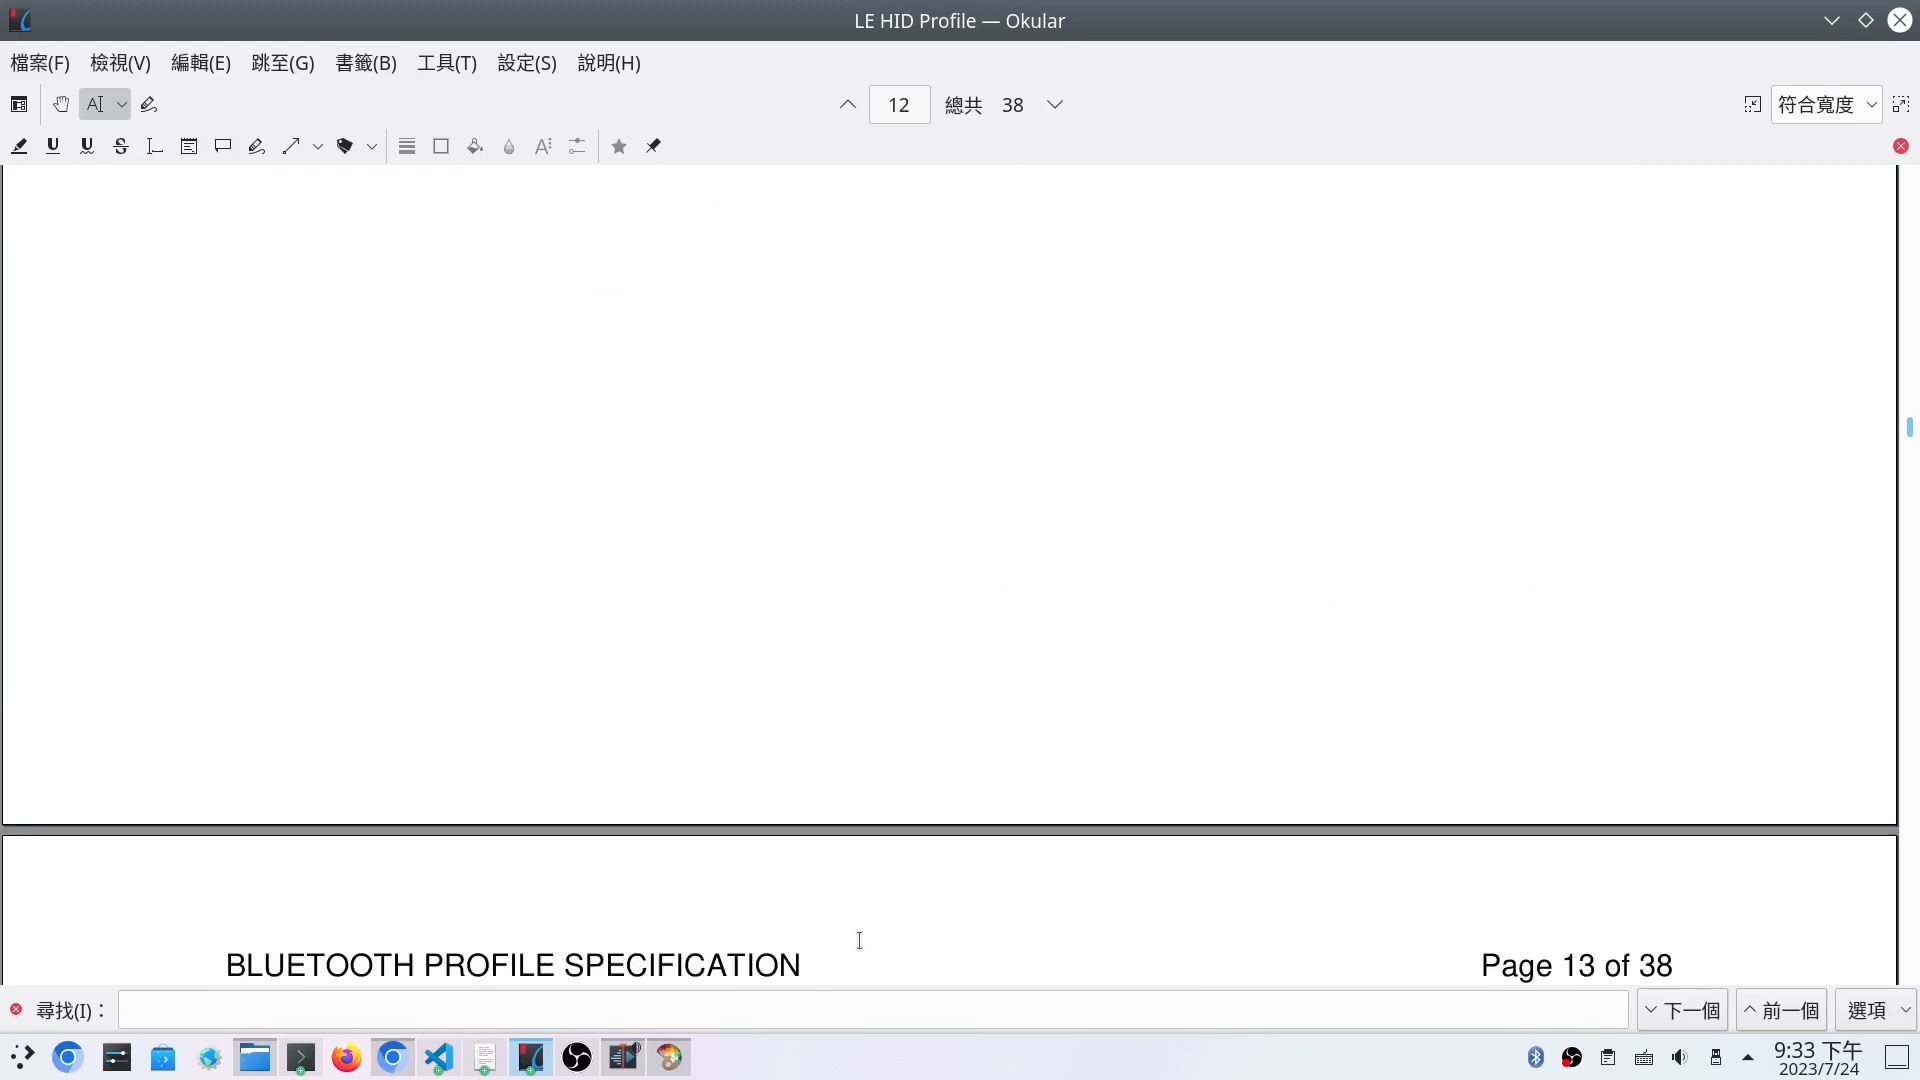 LE HID Profile — Okular
檔案(F) 檢視(V) 編輯(E) 跳至(G) 書籤(B) 工具(T) 設定(S) 說明(H)
12 總共 38 符合寬度
BLUETOOTH PROFILE SPECIFICATION Page 13 of 38
尋找(I)： 下一個 前一個 選項
9:33 下午
2023/7/24